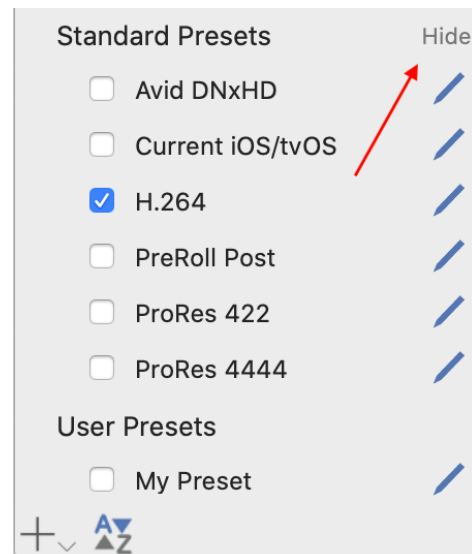 Standard Presets Hide
Avid DNxHD
Current iOS/tvOS
H.264
PreRoll Post
ProRes 422
ProRes 4444
User Presets
My Preset
A
Z